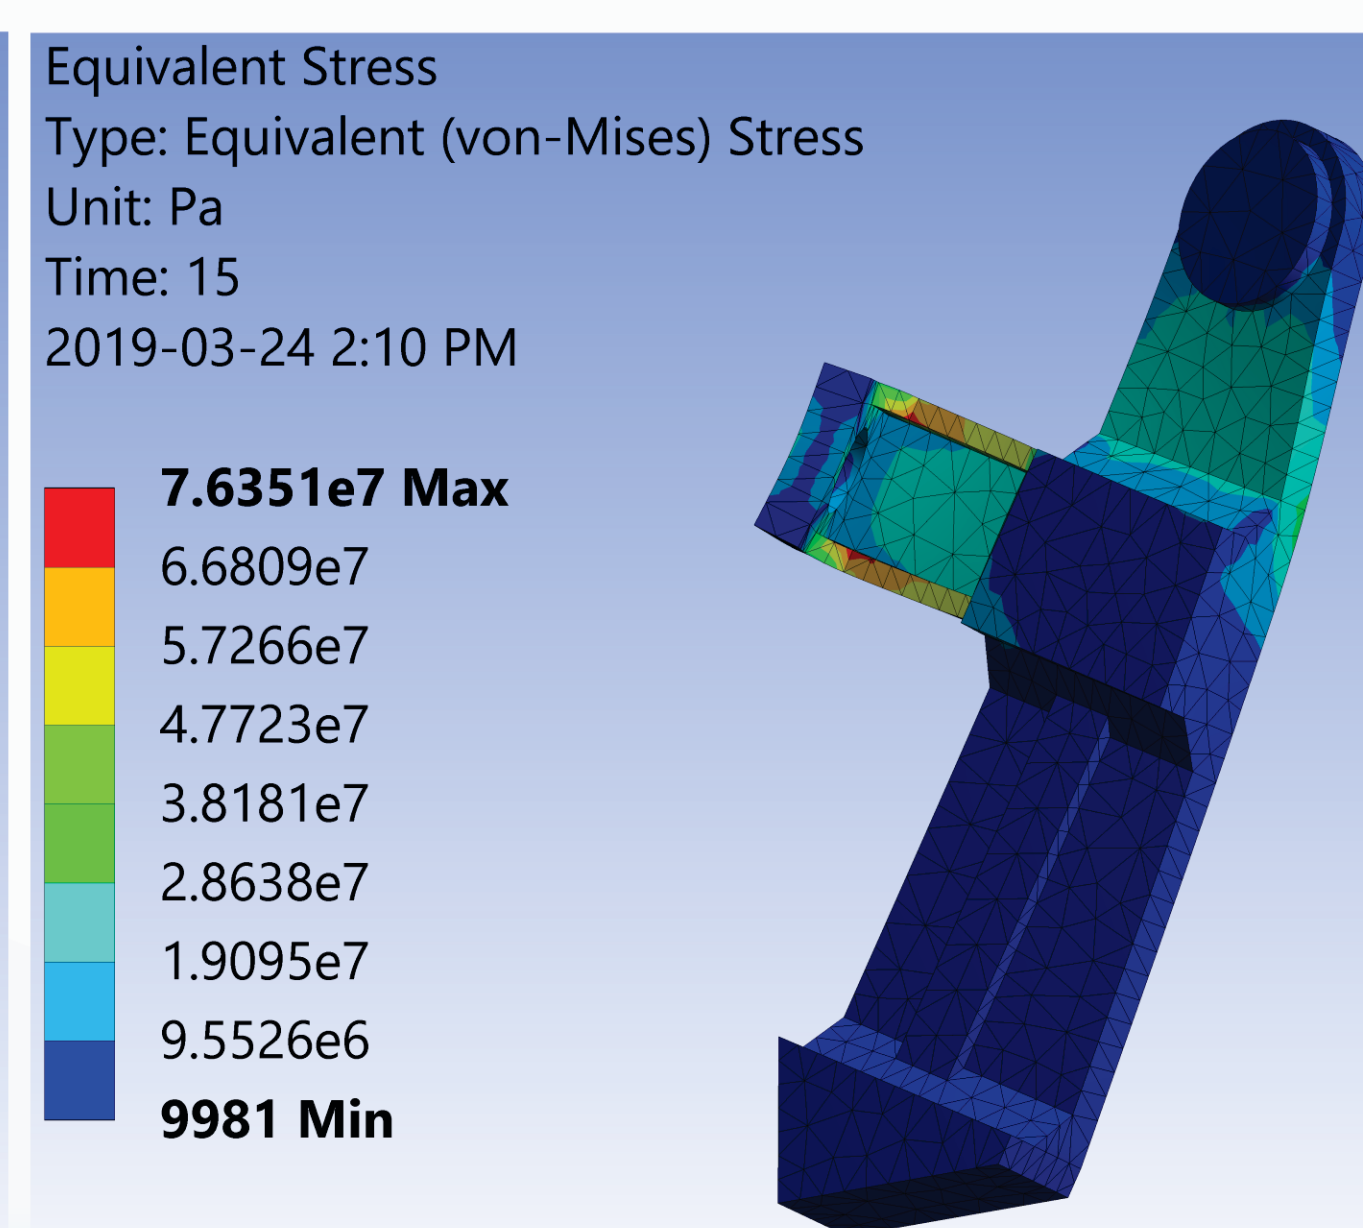 Equivalent Stress
Type: Equivalent (von-Mises) Stress
Unit: Pa
Time: 15
2019-03-24 2:10 PM
7.6351e7 Max
6.6809e7
5.7266e7
4.7723e7
3.8181e7
2.8638e7
1.9095e7
9.5526e6
9981 Min